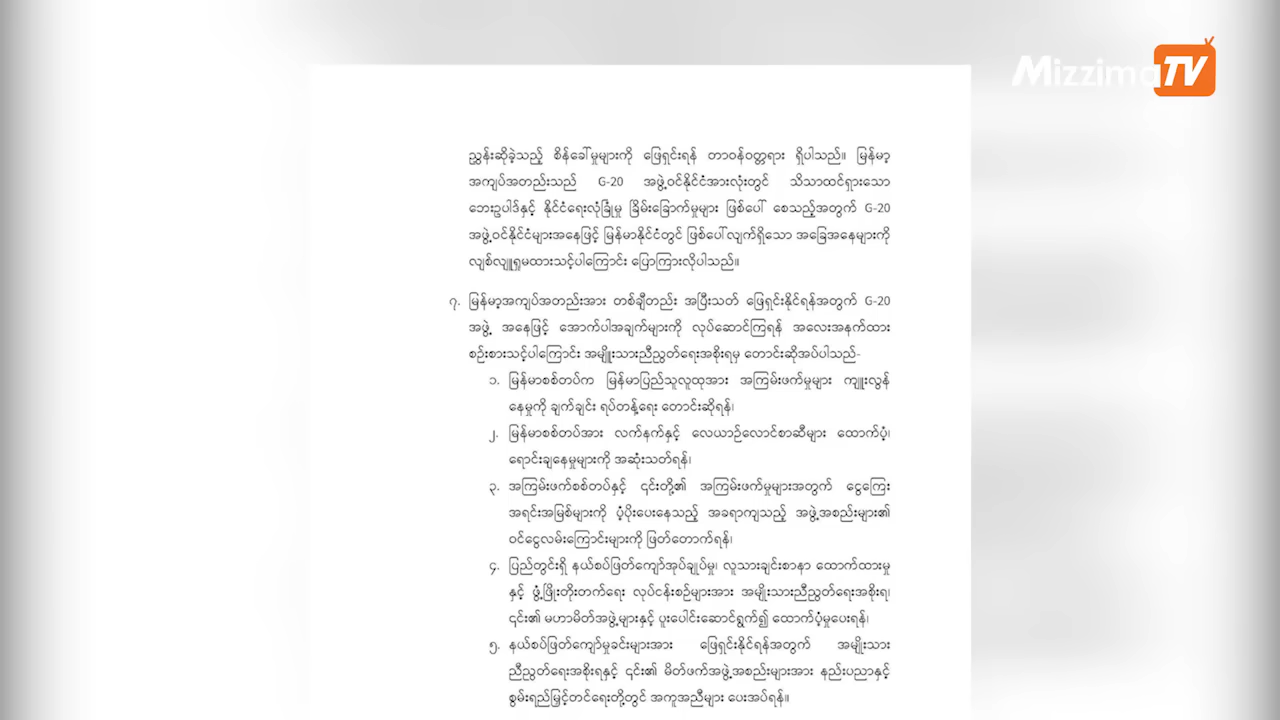 MizzimaTV
ညွှန်းဆိုခဲ့သည့် စိန်ခေါ်မှုများကို ဖြေရှင်းရန် တာဝန်ဝတ္တရား ရှိပါသည်။ မြန်မာ့
အကျပ်အတည်းသည် G-20 အဖွဲ့ဝင်နိုင်ငံအားလုံးတွင် သိသာထင်ရှားသော
ဘေးဥပါဒ်နှင့် နိုင်ငံရေးလုံခြုံမှု ခြိမ်းခြောက်မှုများ ဖြစ်ပေါ် စေသည့်အတွက် G-20
အဖွဲ့ဝင်နိုင်ငံများအနေဖြင့် မြန်မာနိုင်ငံတွင် ဖြစ်ပေါ်လျက်ရှိသော အခြေအနေများကို
လျစ်လျူရှုမထားသင့်ပါကြောင်း ပြောကြားလိုပါသည်။
၇. မြန်မာ့အကျပ်အတည်းအား တစ်ချီတည်း အပြီးသတ် ဖြေရှင်းနိုင်ရန်အတွက် G-20
အဖွဲ့ အနေဖြင့် အောက်ပါအချက်များကို လုပ်ဆောင်ကြရန် အလေးအနက်ထား
စဉ်းစားသင့်ပါကြောင်း အမျိုးသားညီညွတ်ရေးအစိုးရမှ တောင်းဆိုအပ်ပါသည်-
၁. မြန်မာစစ်တပ်က မြန်မာပြည်သူလူထုအား အကြမ်းဖက်မှုများ ကျူးလွန်
နေမှုကို ချက်ချင်း ရပ်တန့်ရေး တောင်းဆိုရန်၊
၂. မြန်မာစစ်တပ်အား လက်နက်နှင့် လေယာဉ်လောင်စာဆီများ ထောက်ပံ့၊
ရောင်းချနေမှုများကို အဆုံးသတ်ရန်၊
၃. အကြမ်းဖက်စစ်တပ်နှင့် ၎င်းတို့၏ အကြမ်းဖက်မှုများအတွက် ငွေကြေး
အရင်းအမြစ်များကို ပံ့ပိုးပေးနေသည့် အခရာကျသည့် အဖွဲ့အစည်းများ၏
ဝင်ငွေလမ်းကြောင်းများကို ဖြတ်တောက်ရန်၊
၄. ပြည်တွင်းရှိ နယ်စပ်ဖြတ်ကျော်အုပ်ချုပ်မှု၊ လူသားချင်းစာနာ ထောက်ထားမှု
နှင့် ဖွံ့ဖြိုးတိုးတက်ရေး လုပ်ငန်းစဉ်များအား အမျိုးသားညီညွတ်ရေးအစိုးရ၊
၎င်း၏ မဟာမိတ်အဖွဲ့များနှင့် ပူးပေါင်းဆောင်ရွက်၍ ထောက်ပံ့မှုပေးရန်၊
၅. နယ်စပ်ဖြတ်ကျော်မှုခင်းများအား ဖြေရှင်းနိုင်ရန်အတွက် အမျိုးသား
ညီညွတ်ရေးအစိုးရနှင့် ၎င်း၏ မိတ်ဖက်အဖွဲ့အစည်းများအား နည်းပညာနှင့်
စွမ်းရည်မြှင့်တင်ရေးတို့တွင် အကူအညီများ ပေးအပ်ရန်။